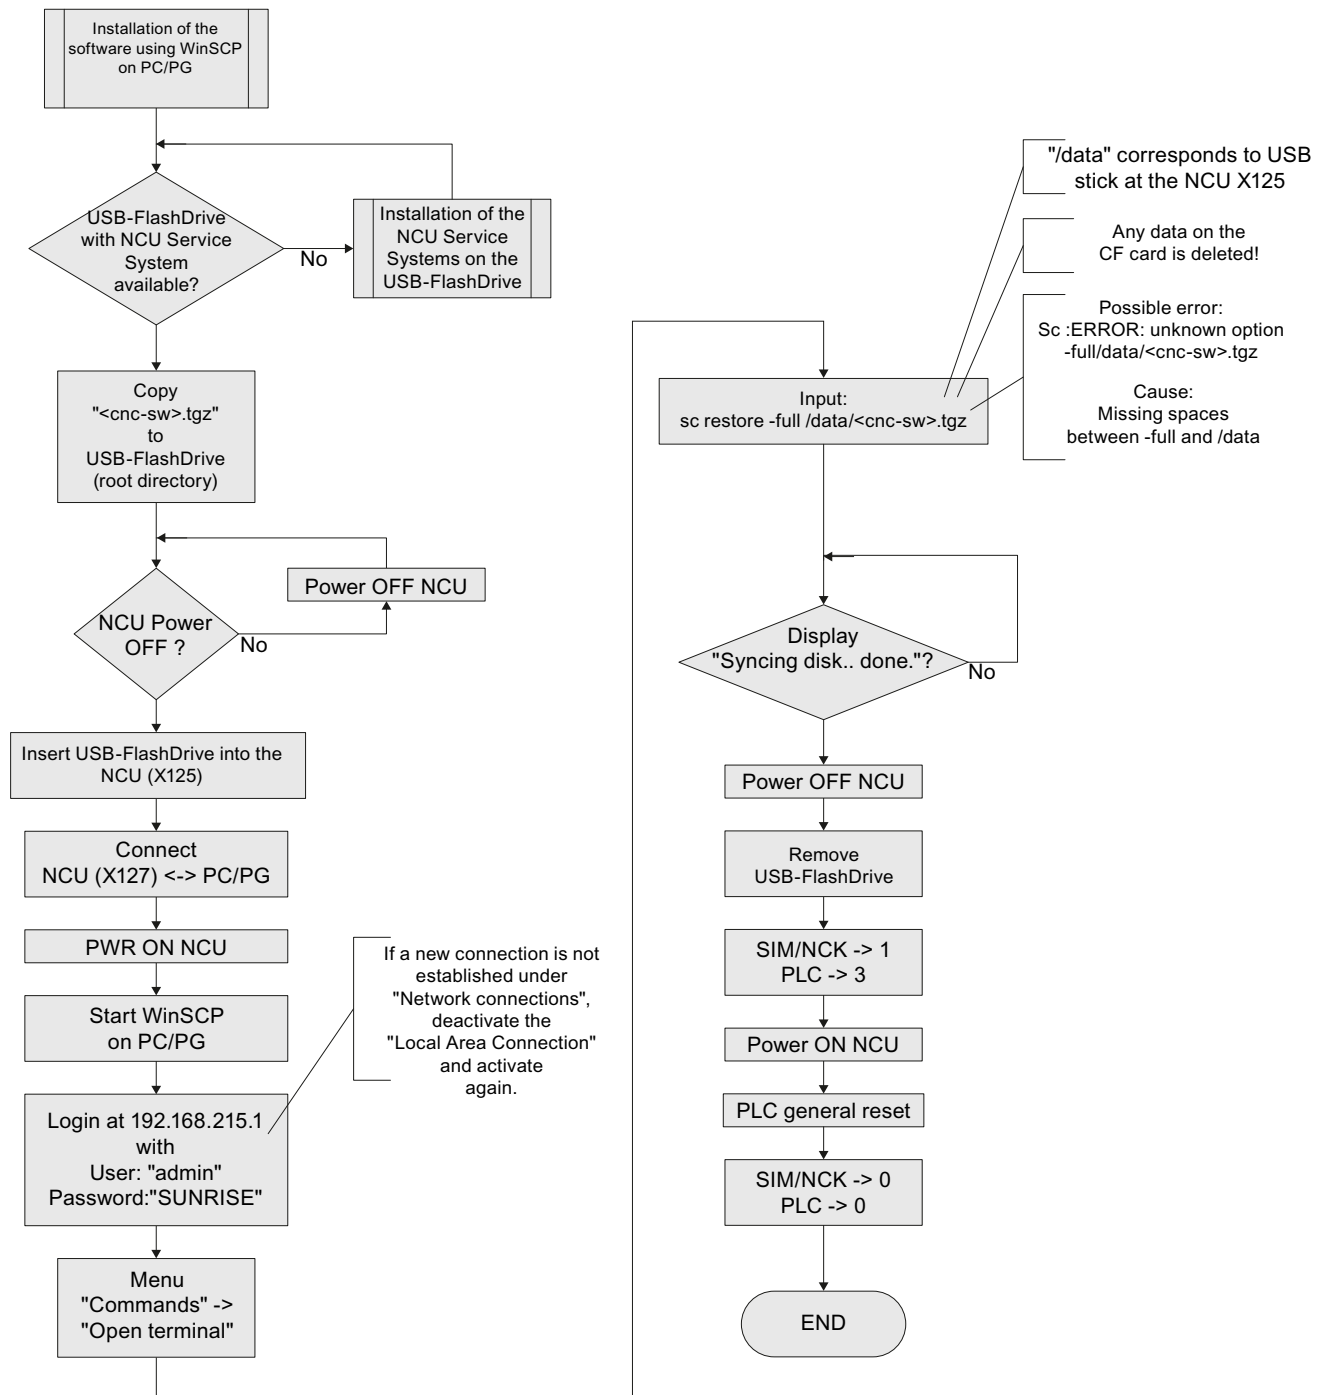 Installation of the
software using WinSCP
on PC/PG
USB-FlashDrive
with NCU Service
System
available?
No
Installation of the
NCU Service
Systems on the
USB-FlashDrive
Copy
"<cnc-sw>.tgz"
to
USB-FlashDrive
(root directory)
Power OFF NCU
NCU Power
OFF ?
No
Insert USB-FlashDrive into the
NCU (X125)
Connect
NCU (X127) <-> PC/PG
PWR ON NCU
Start WinSCP
on PC/PG
If a new connection is not
established under
"Network connections",
deactivate the
"Local Area Connection"
and activate
again.
Login at 192.168.215.1
with
User: "admin"
Password:"SUNRISE"
Menu
"Commands" ->
"Open terminal"
"/data" corresponds to USB
stick at the NCU X125
Any data on the
CF card is deleted!
Possible error:
Sc :ERROR: unknown option
-full/data/<cnc-sw>.tgz
Cause:
Missing spaces
between -full and /data
Input:
sc restore -full /data/<cnc-sw>.tgz
Display
"Syncing disk.. done."?
No
Power OFF NCU
Remove
USB-FlashDrive
SIM/NCK -> 1
PLC -> 3
Power ON NCU
PLC general reset
SIM/NCK -> 0
PLC -> 0
END